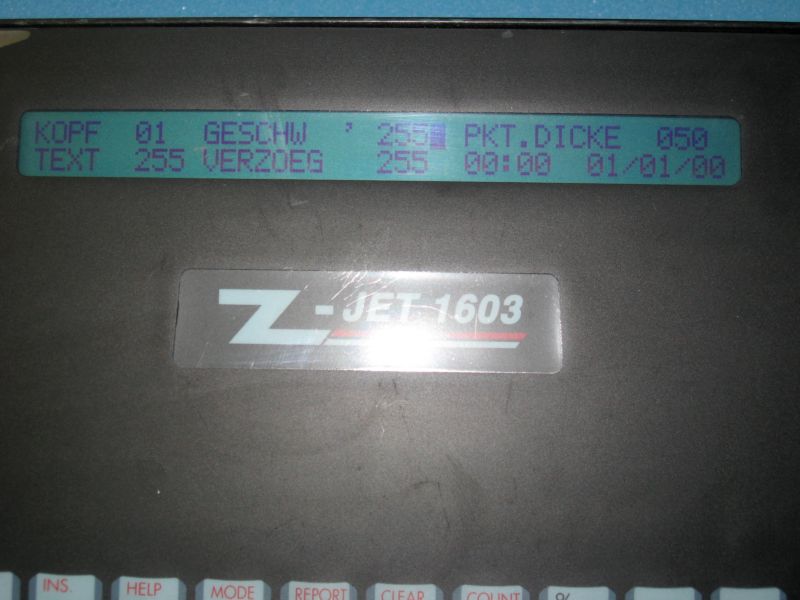 KOPF 01 GESCHW ' 255 PKT.DICKE 050
TEXT 255 VERZOEG 255 00:00 01/01/00
Z-JET 1603
INS. HELP MODE REPORT CLEAR COUNT %